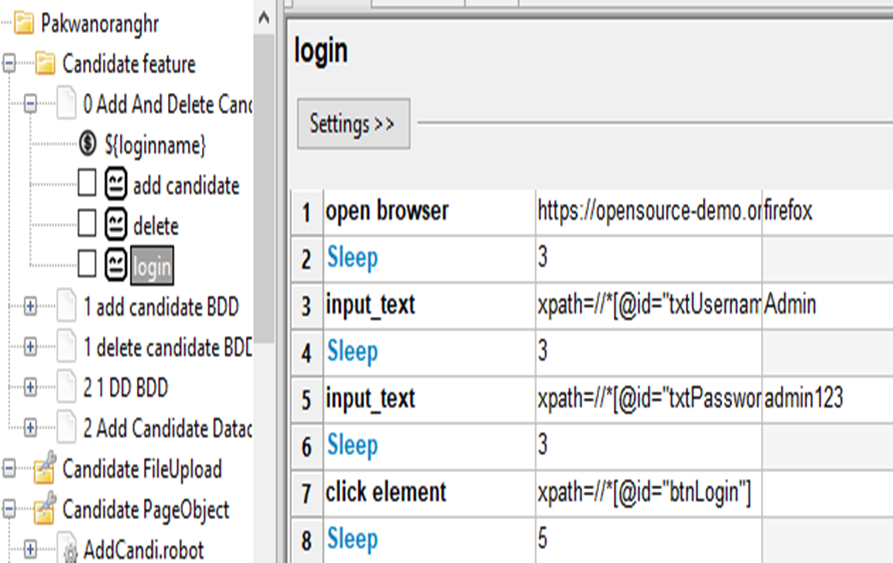 Pakwanoranghr
Candidate feature
0 Add And Delete Canc
${loginname}
add candidate
delete
login
1 add candidate BDD
1 delete candidate BDD
2 1 DD BDD
2 Add Candidate Datac
Candidate FileUpload
Candidate PageObject
AddCandi.robot
login
Settings >>
1 open browser https://opensource-demo.or firefox
2 Sleep 3
3 input_text xpath=//*[@id="txtUsernam Admin
4 Sleep 3
5 input_text xpath=//*[@id="txtPasswor admin123
6 Sleep 3
7 click element xpath=//*[@id="btnLogin"]
8 Sleep 5